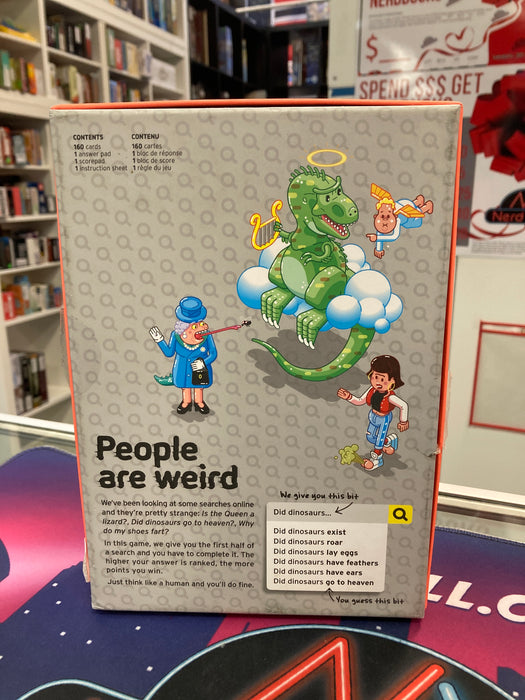 NERDBUCKS
$
SPEND $$$ GET
Nerd
CONTENTS
160 cards
1 answer pad
1 scorepad
1 instruction sheet
CONTENU
160 cartes
1 bloc de réponse
1 bloc de score
1 règle du jeu
People
are weird
We've been looking at some searches online
and they're pretty strange: Is the Queen a
lizard?, Did dinosaurs go to heaven?, Why
do my shoes fart?
In this game, we give you the first half of
a search and you have to complete it. The
higher your answer is ranked, the more
points you win.
Just think like a human and you'll do fine.
We give you this bit
Did dinosaurs...
Did dinosaurs exist
Did dinosaurs roar
Did dinosaurs lay eggs
Did dinosaurs have feathers
Did dinosaurs have ears
Did dinosaurs go to heaven
You guess this bit
LL.C